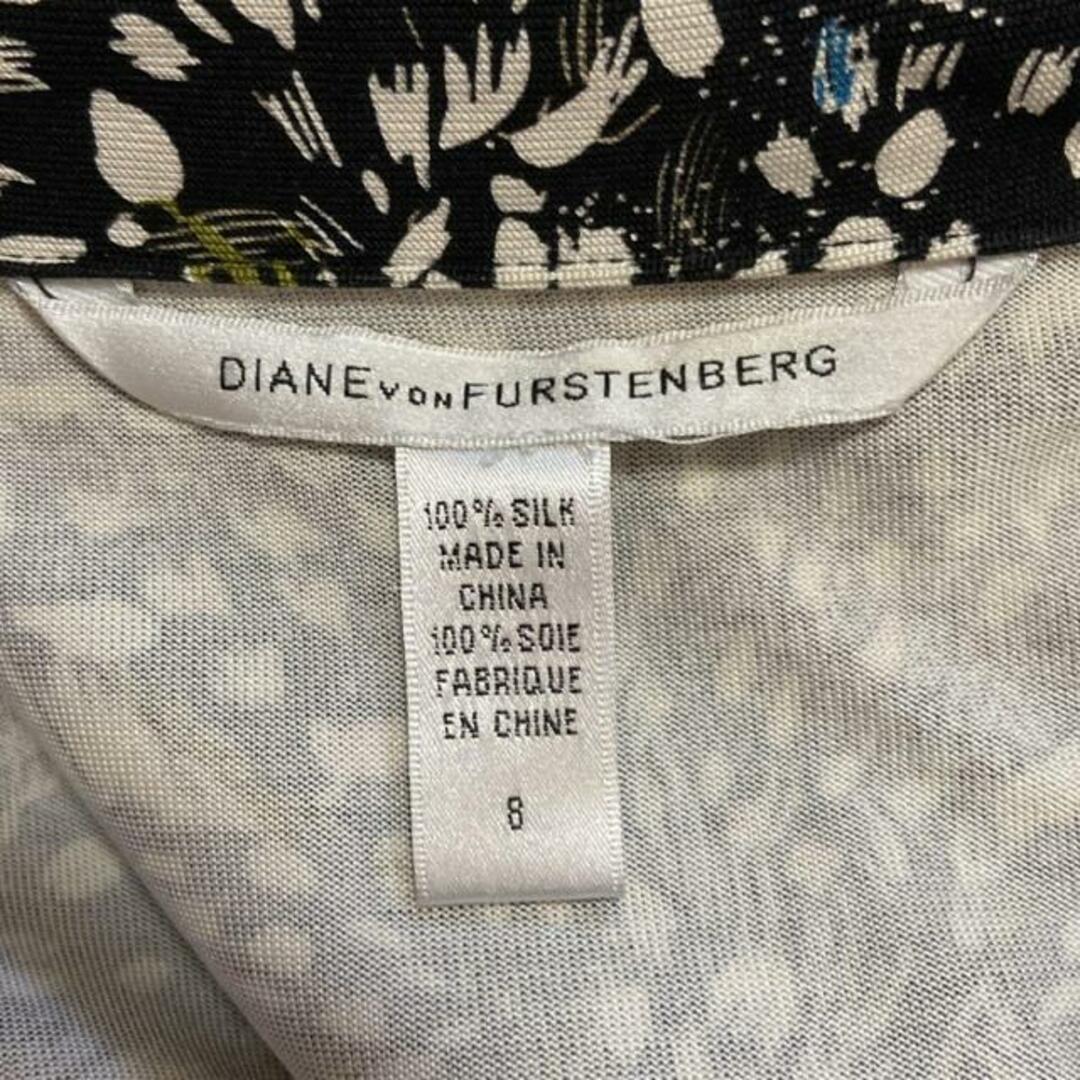 DIANE VON FURSTENBERG
100% SILK
MADE IN
CHINA
100% SOIE
FABRIQUE
EN CHINE
8